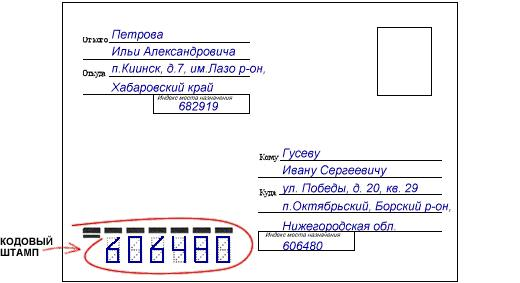 От кого Петрова
Ильи Александровича
Откуда п.Киинск, д.7, им.Лазо р-он,
Хабаровский край
Индекс места назначения
682919
Кому Гусеву
Ивану Сергеевичу
Куда ул. Победы, д. 20, кв. 29
п.Октябрьский, Борский р-он,
Нижегородская обл.
Индекс места назначения
606480
КОДОВЫЙ
ШТАМП
606480